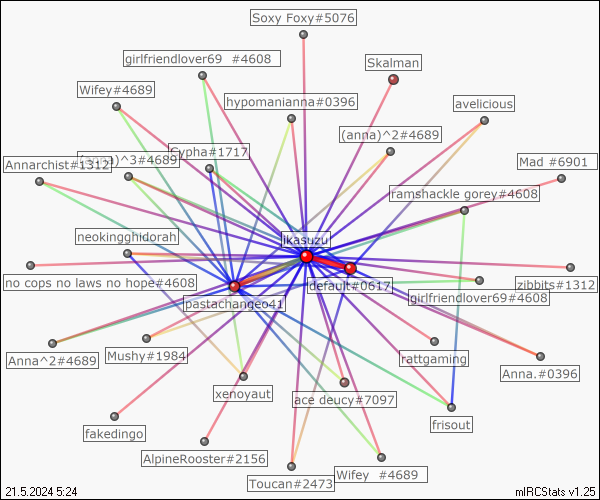 Soxy Foxy#5076
girlfriendlover69 #4608
Skalman
Wifey#4689
hypomanianna#0396
avelicious
(anna)^2#4689
Cypha#1717
(anna)^3#4689
Annarchist#1312
Mad #6901
ramshackle gorey#4608
neokingghidorah
ikasuzu
no cops no laws no hope#4608
default#0617
zibbits#1312
pastachangeo41
girlfriendlover69#4608
Anna^2#4689
Mushy#1984
rattgaming
Anna.#0396
xenoyaut
ace deucy#7097
fakedingo
frisout
AlpineRooster#2156
Toucan#2473
Wifey #4689
21.5.2024 5:24
mIRCStats v1.25